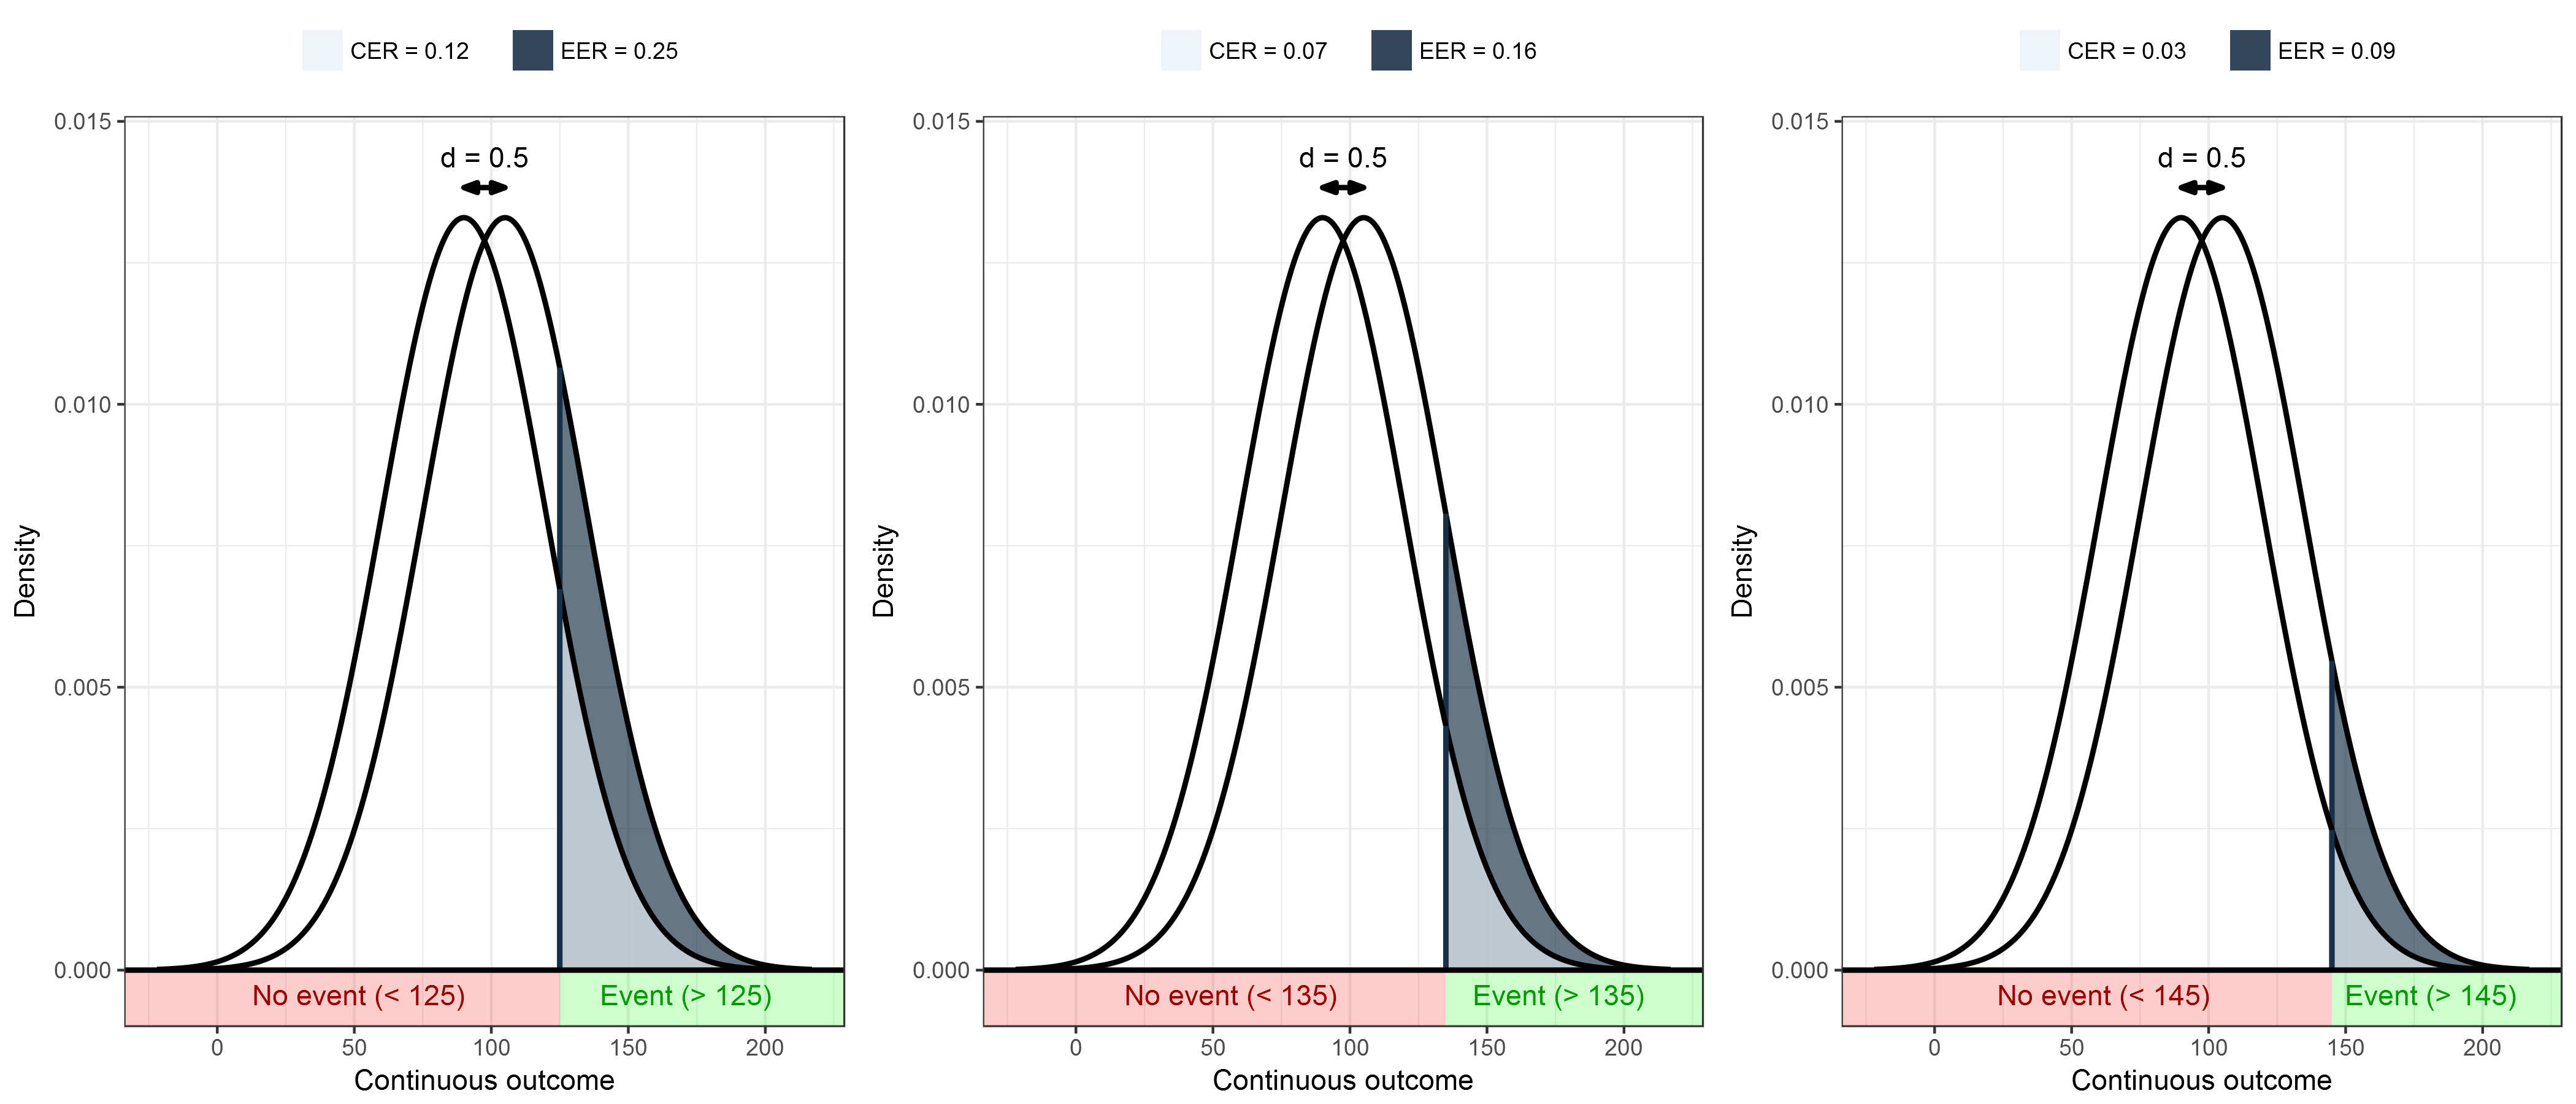 CER = 0.12 EER = 0.25
0.015
d = 0.5
0.010
Density
0.005
0.000
No event (< 125) Event (> 125)
0 50 100 150 200
Continuous outcome
CER = 0.07 EER = 0.16
0.015
d = 0.5
0.010
Density
0.005
0.000
No event (< 135) Event (> 135)
0 50 100 150 200
Continuous outcome
CER = 0.03 EER = 0.09
0.015
d = 0.5
0.010
Density
0.005
0.000
No event (< 145) Event (> 145)
0 50 100 150 200
Continuous outcome